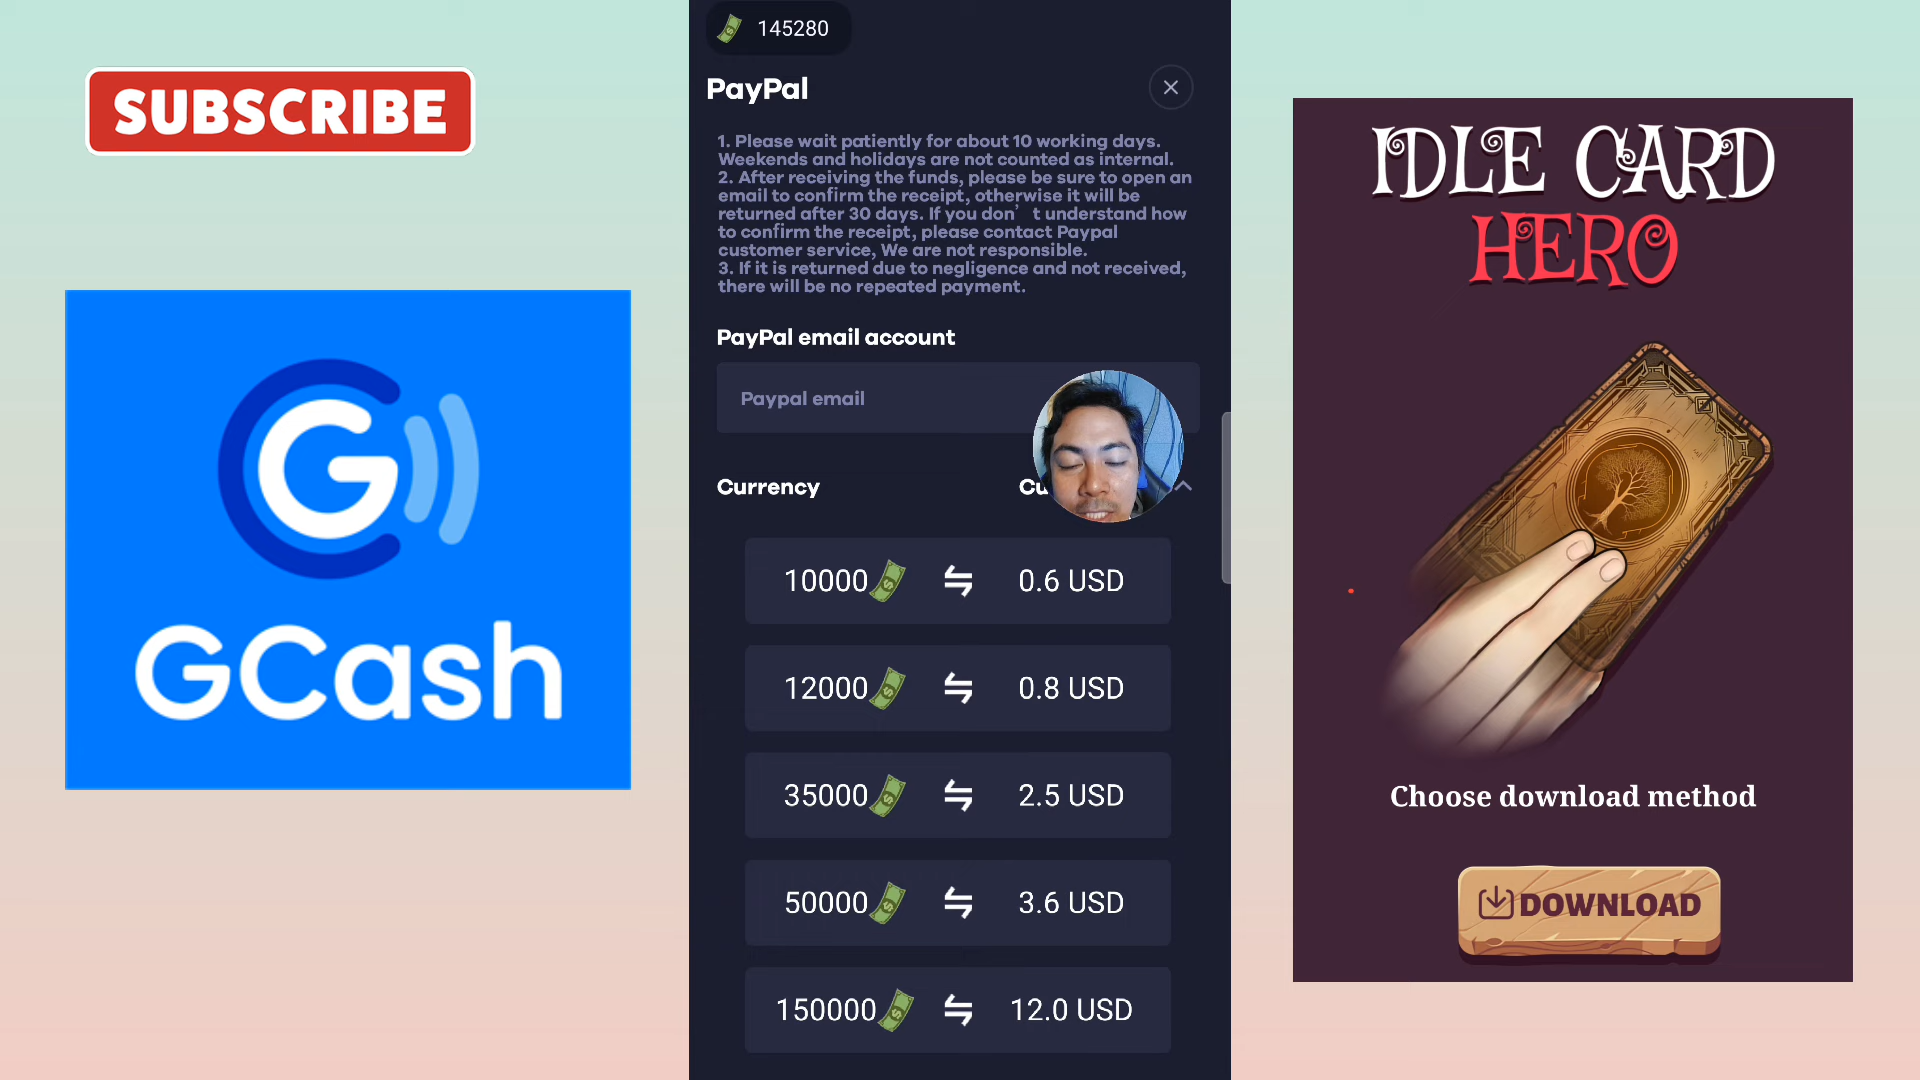 SUBSCRIBE
GCash
145280
PayPal
1. Please wait patiently for about 10 working days.
Weekends and holidays are not counted as internal.
2. After receiving the funds, please be sure to open an
email to confirm the receipt, otherwise it will be
returned after 30 days. If you don’t understand how
to confirm the receipt, please contact Paypal
customer service, We are not responsible.
3. If it is returned due to negligence and not received,
there will be no repeated payment.
PayPal email account
Paypal email
Currency
10000 0.6 USD
12000 0.8 USD
35000 2.5 USD
50000 3.6 USD
150000 12.0 USD
IDLE CARD
HERO
Choose download method
DOWNLOAD